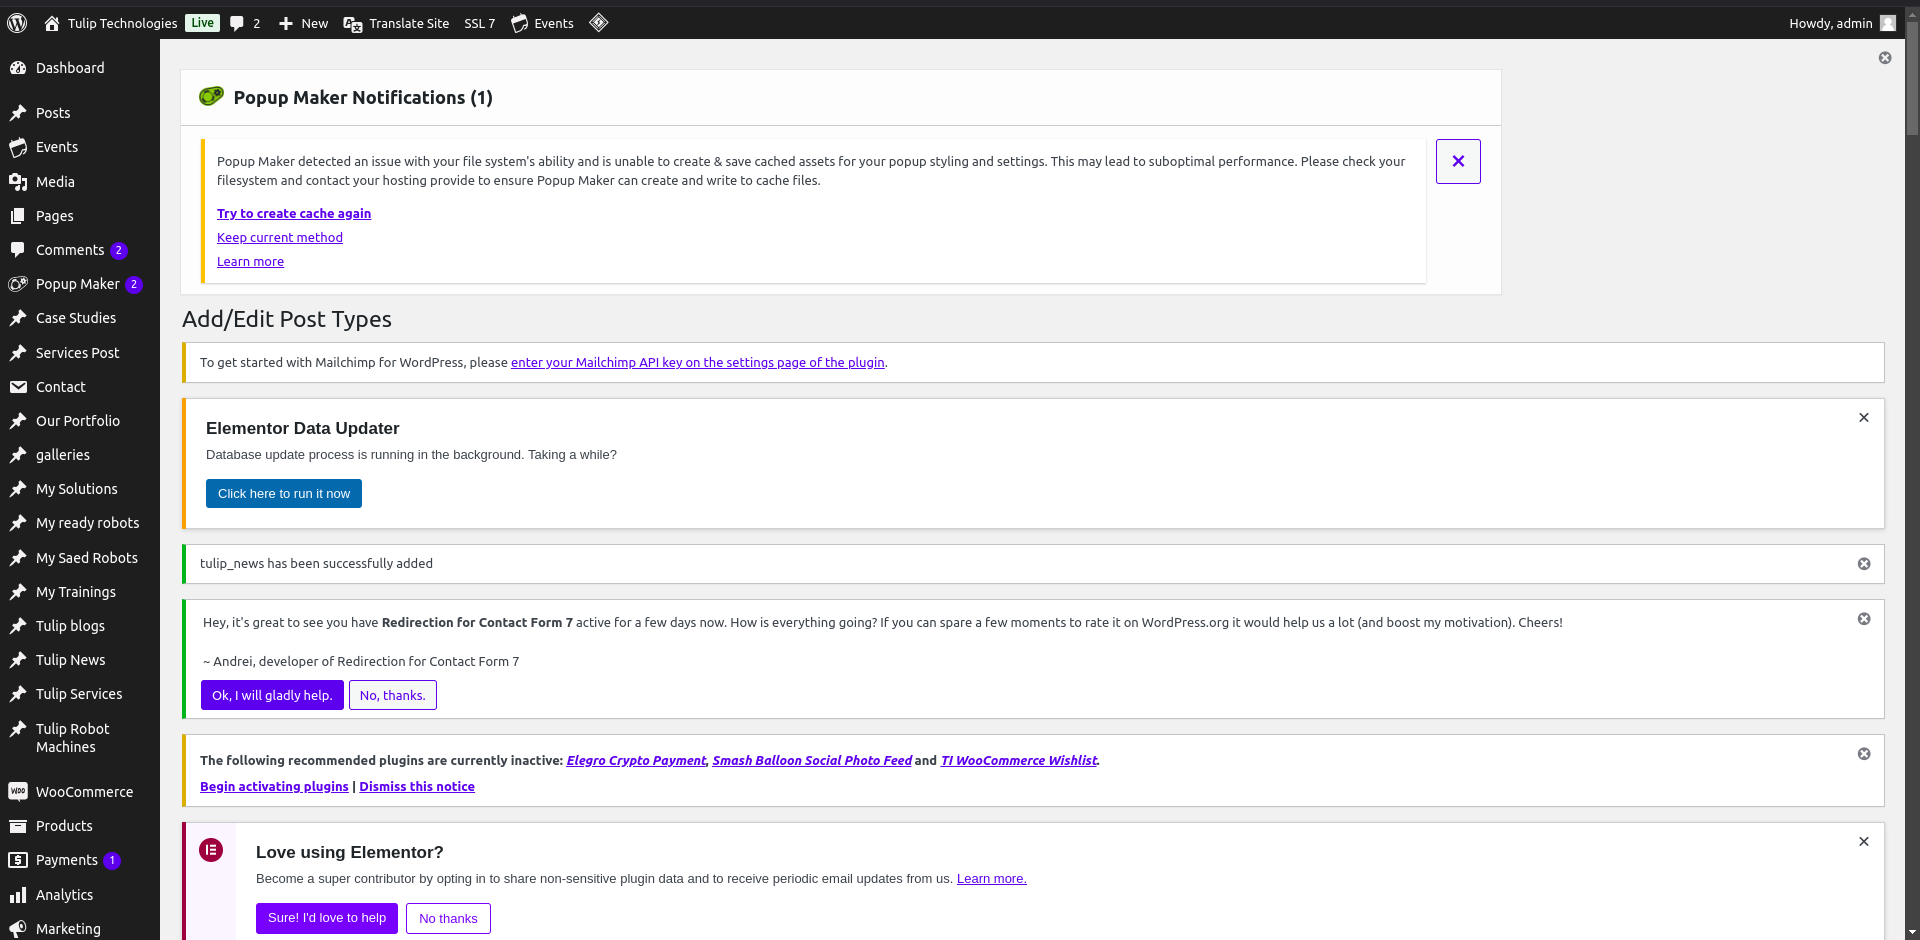 Tulip Technologies Live 2 New Translate Site SSL 7 Events Howdy, admin
Dashboard
Posts
Events
Media
Pages
Comments 2
Popup Maker 2
Case Studies
Services Post
Contact
Our Portfolio
galleries
My Solutions
My ready robots
My Saed Robots
My Trainings
Tulip blogs
Tulip News
Tulip Services
Tulip Robot
Machines
WooCommerce
Products
Payments 1
Analytics
Marketing
Popup Maker Notifications (1)
Popup Maker detected an issue with your file system's ability and is unable to create & save cached assets for your popup styling and settings. This may lead to suboptimal performance. Please check your
filesystem and contact your hosting provide to ensure Popup Maker can create and write to cache files.
Try to create cache again
Keep current method
Learn more
Add/Edit Post Types
To get started with Mailchimp for WordPress, please enter your Mailchimp API key on the settings page of the plugin.
Elementor Data Updater
Database update process is running in the background. Taking a while?
Click here to run it now
tulip_news has been successfully added
Hey, it's great to see you have Redirection for Contact Form 7 active for a few days now. How is everything going? If you can spare a few moments to rate it on WordPress.org it would help us a lot (and boost my motivation). Cheers!
~ Andrei, developer of Redirection for Contact Form 7
Ok, I will gladly help. No, thanks.
The following recommended plugins are currently inactive: Elegro Crypto Payment, Smash Balloon Social Photo Feed and TI WooCommerce Wishlist.
Begin activating plugins | Dismiss this notice
Love using Elementor?
Become a super contributor by opting in to share non-sensitive plugin data and to receive periodic email updates from us. Learn more.
Sure! I'd love to help No thanks